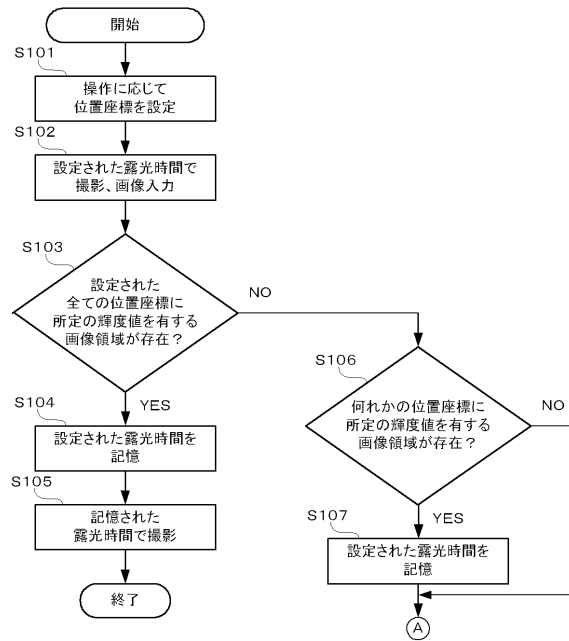 開始
S101
操作に応じて
位置座標を設定
S102
設定された露光時間で
撮影、画像入力
S103
設定された
全ての位置座標に
所定の輝度値を有する
画像領域が存在?
NO
YES
S104
設定された露光時間を
記憶
S105
記憶された
露光時間で撮影
終了
S106
何れかの位置座標に
所定の輝度値を有する
画像領域が存在?
NO
YES
S107
設定された露光時間を
記憶
A